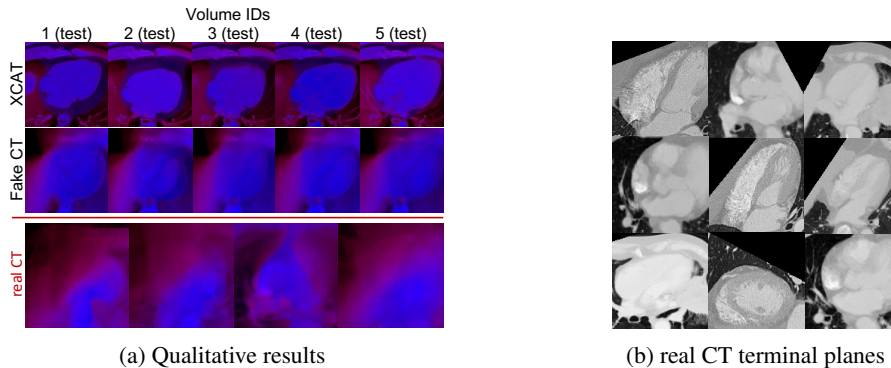 Volume IDs
1 (test) 2 (test) 3 (test) 4 (test) 5 (test)
XCAT
Fake CT
real CT
(a) Qualitative results
(b) real CT terminal planes